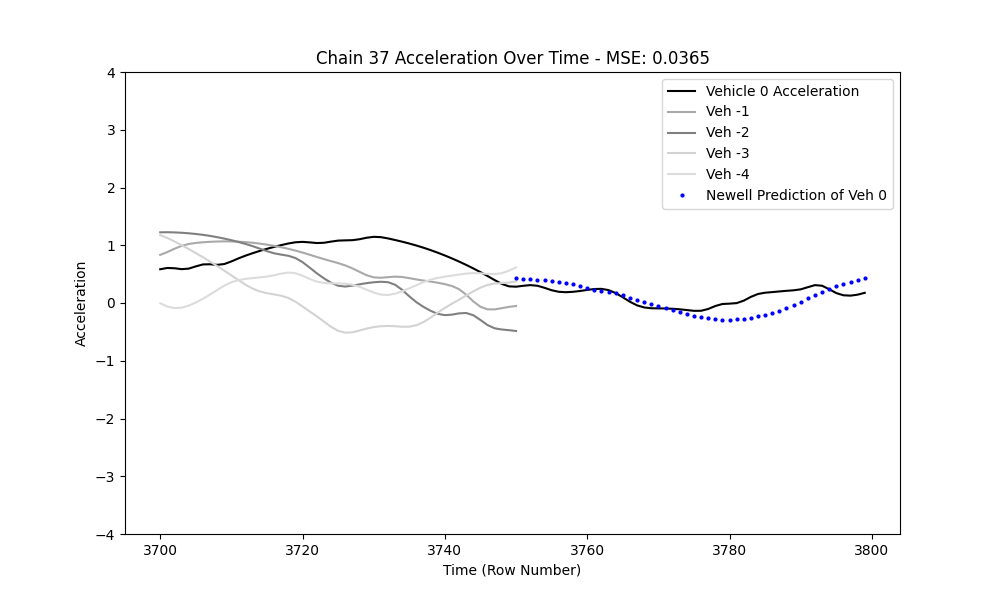 Chain 37 Acceleration Over Time - MSE: 0.0365
Vehicle 0 Acceleration
Veh -1
Veh -2
Veh -3
Veh -4
Newell Prediction of Veh 0
Acceleration
4
3
2
1
0
−1
−2
−3
−4
3700
3720
3740
3760
3780
3800
Time (Row Number)